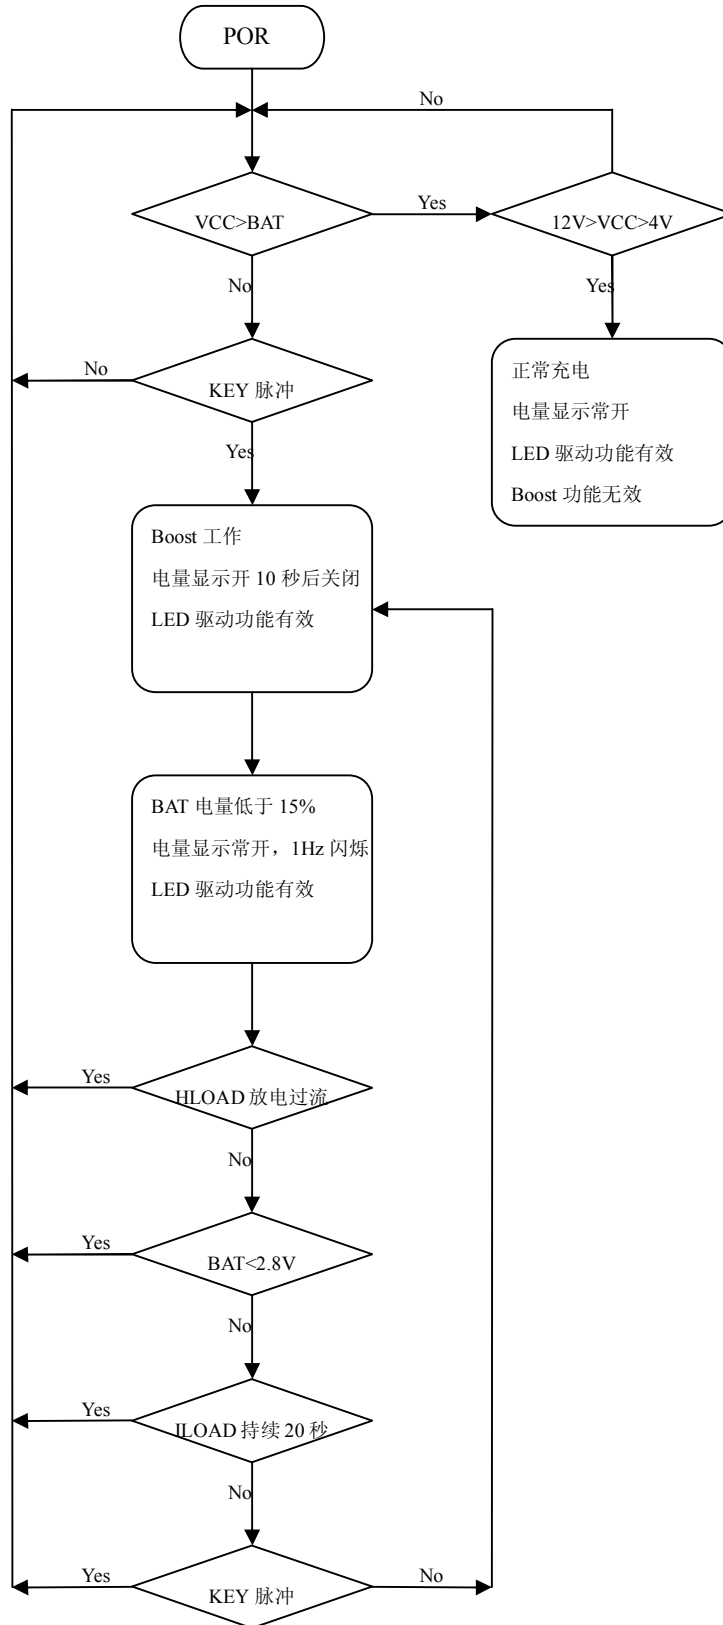 POR
No
VCC>BAT
Yes
12V>VCC>4V
No
Yes
No
KEY 脉冲
正常充电
电量显示常开
LED 驱动功能有效
Boost 功能无效
Yes
Boost 工作
电量显示开 10 秒后关闭
LED 驱动功能有效
BAT 电量低于 15%
电量显示常开，1Hz 闪烁
LED 驱动功能有效
Yes
HLOAD 放电过流
No
Yes
BAT<2.8V
No
Yes
ILOAD 持续 20 秒
No
Yes
KEY 脉冲
No